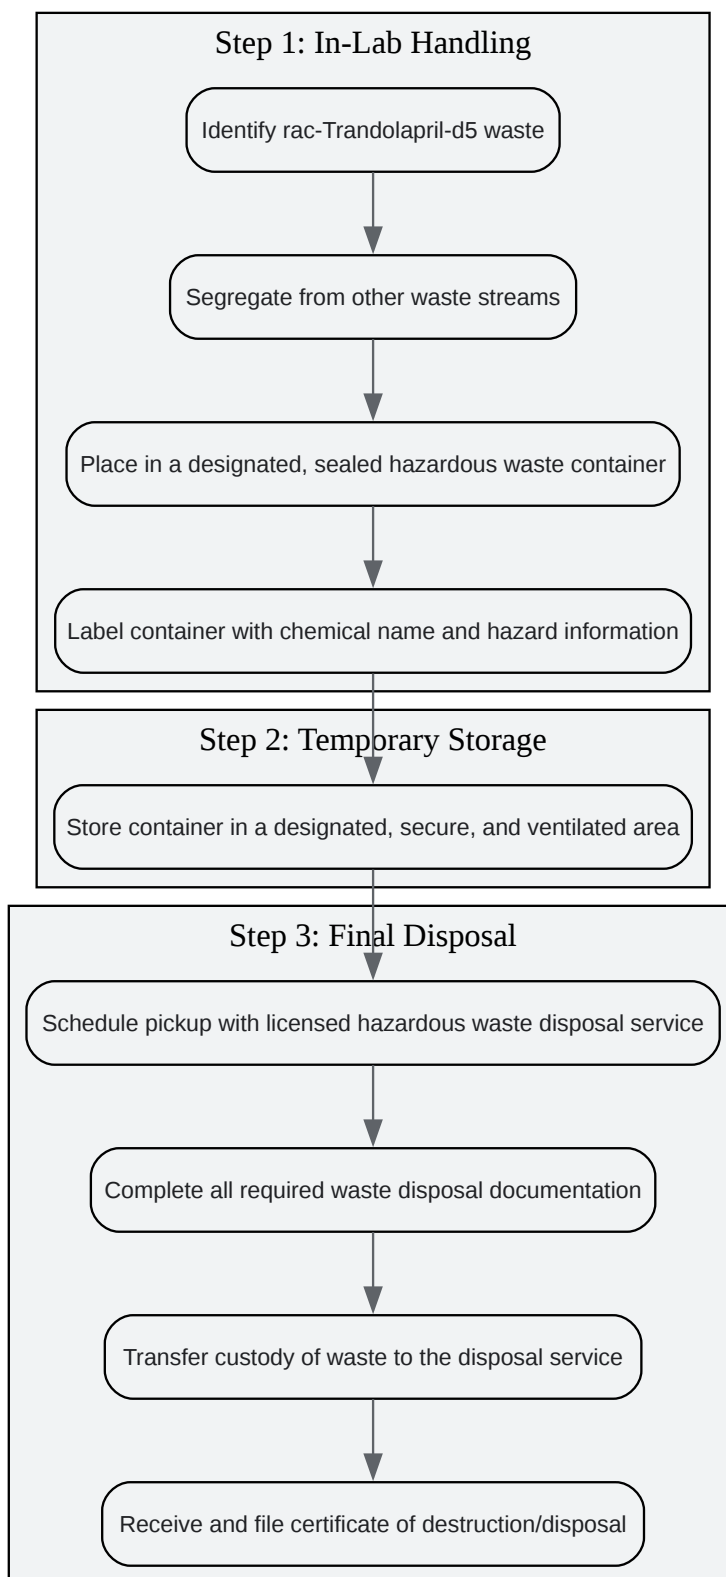 Step 1: In-Lab Handling
Identify rac-Trandolapril-d5 waste
Segregate from other waste streams
Place in a designated, sealed hazardous waste container
Label container with chemical name and hazard information
Step 2: Temporary Storage
Store container in a designated, secure, and ventilated area
Step 3: Final Disposal
Schedule pickup with licensed hazardous waste disposal service
Complete all required waste disposal documentation
Transfer custody of waste to the disposal service
Receive and file certificate of destruction/disposal